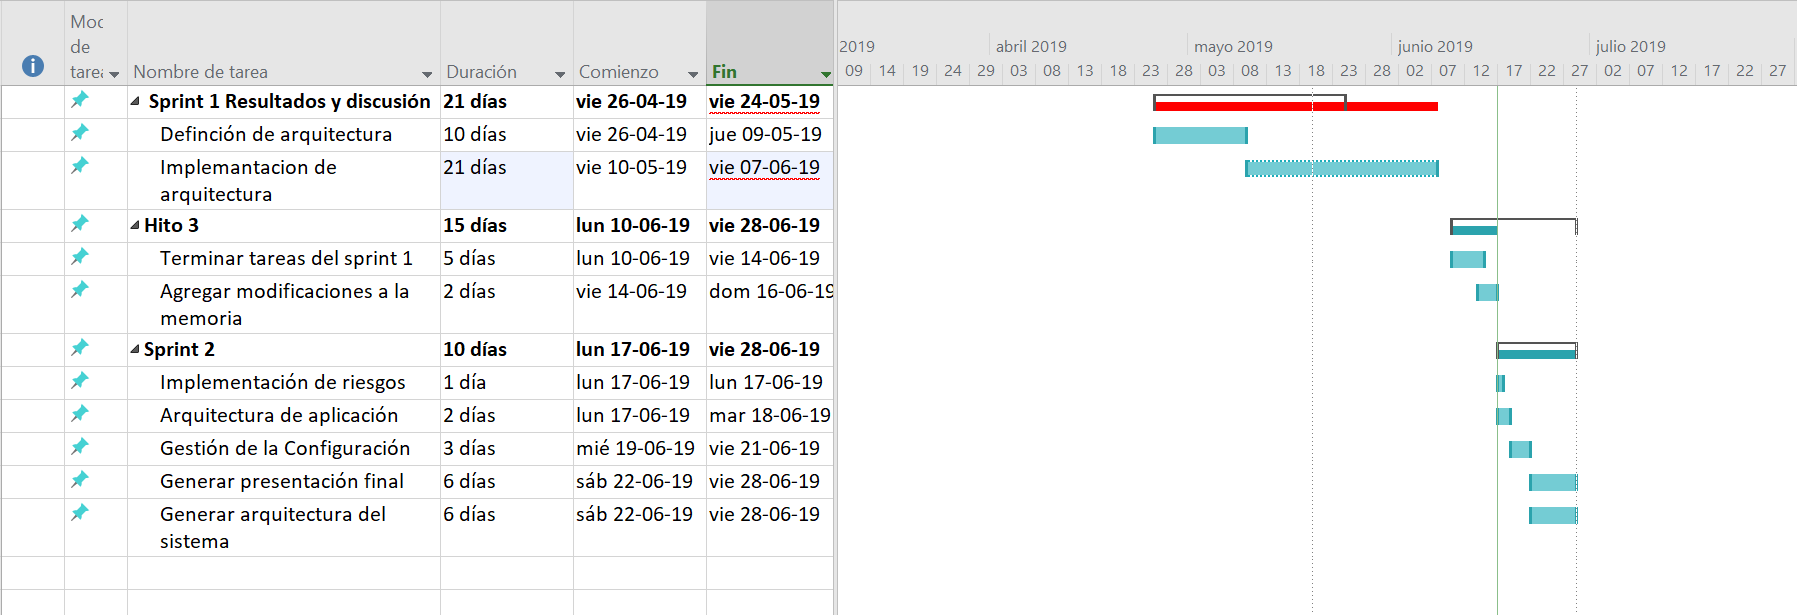 Moc
de
tarea
Nombre de tarea
Duración
Comienzo
Fin
2019
abril 2019
mayo 2019
junio 2019
julio 2019
09 14 19 24 29 03 08 13 18 23 28 03 08 13 18 23 28 02 07 12 17 22 27 02 07 12 17 22 27
Sprint 1 Resultados y discusión 21 días vie 26-04-19 vie 24-05-19
Definción de arquitectura 10 días vie 26-04-19 jue 09-05-19
Implemantacion de 21 días vie 10-05-19 vie 07-06-19
arquitectura
Hito 3 15 días lun 10-06-19 vie 28-06-19
Terminar tareas del sprint 1 5 días lun 10-06-19 vie 14-06-19
Agregar modificaciones a la 2 días vie 14-06-19 dom 16-06-19
memoria
Sprint 2 10 días lun 17-06-19 vie 28-06-19
Implementación de riesgos 1 día lun 17-06-19 lun 17-06-19
Arquitectura de aplicación 2 días lun 17-06-19 mar 18-06-19
Gestión de la Configuración 3 días mié 19-06-19 vie 21-06-19
Generar presentación final 6 días sáb 22-06-19 vie 28-06-19
Generar arquitectura del 6 días sáb 22-06-19 vie 28-06-19
sistema